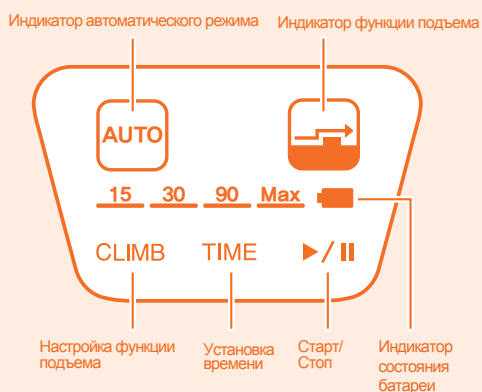 Индикатор автоматического режима
Индикатор функции подъема
AUTO
15 30 90 Max
CLIMB TIME
Настройка функции
подъема
Установка
времени
Старт/
Стоп
Индикатор
состояния
батареи